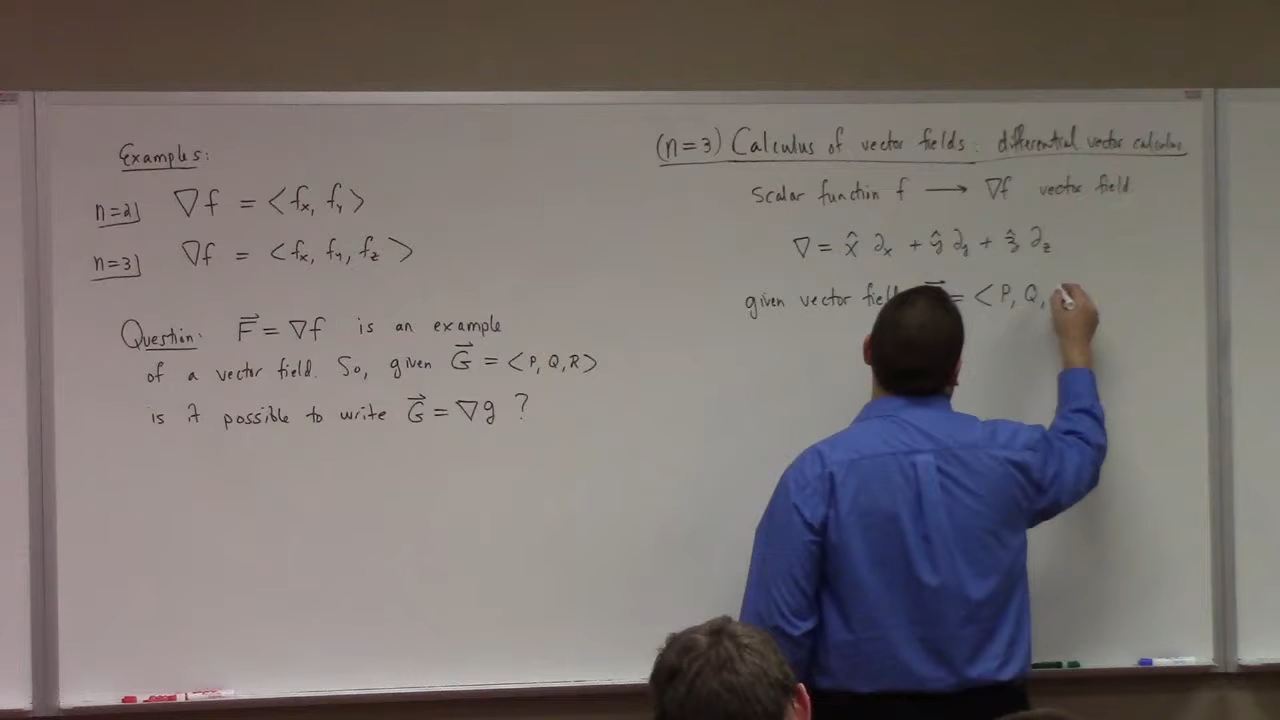 Examples:
n=2] ∇f = <fx, fy>
n=3] ∇f = <fx, fy, fz>
Question: F⃗ = ∇f is an example
of a vector field. So, given G⃗ = <P, Q, R>
is it possible to write G⃗ = ∇g ?
(n=3) Calculus of vector fields: differential vector calculus
Scalar function f → ∇f vector field
∇ = x̂ ∂x + ŷ ∂y + ẑ ∂z
given vector field = <P, Q,